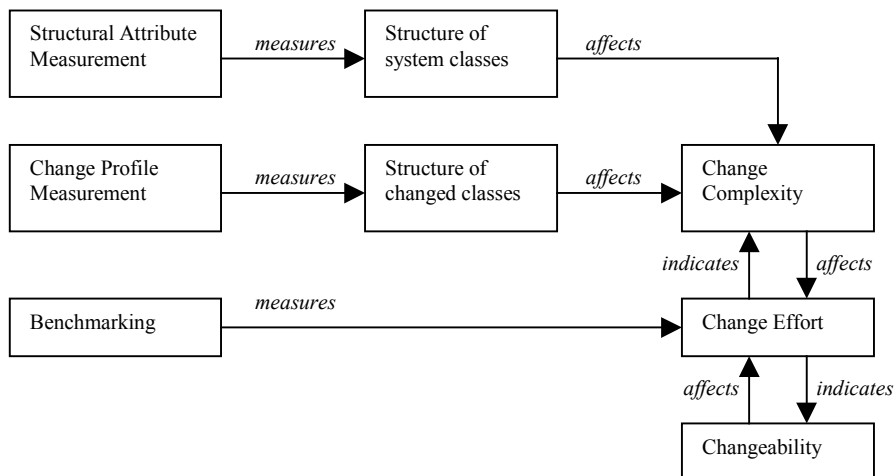 Structural Attribute
Measurement
measures
Structure of
system classes
affects
Change Profile
Measurement
measures
Structure of
changed classes
affects
Change
Complexity
indicates
affects
Benchmarking
measures
Change Effort
affects
indicates
Changeability